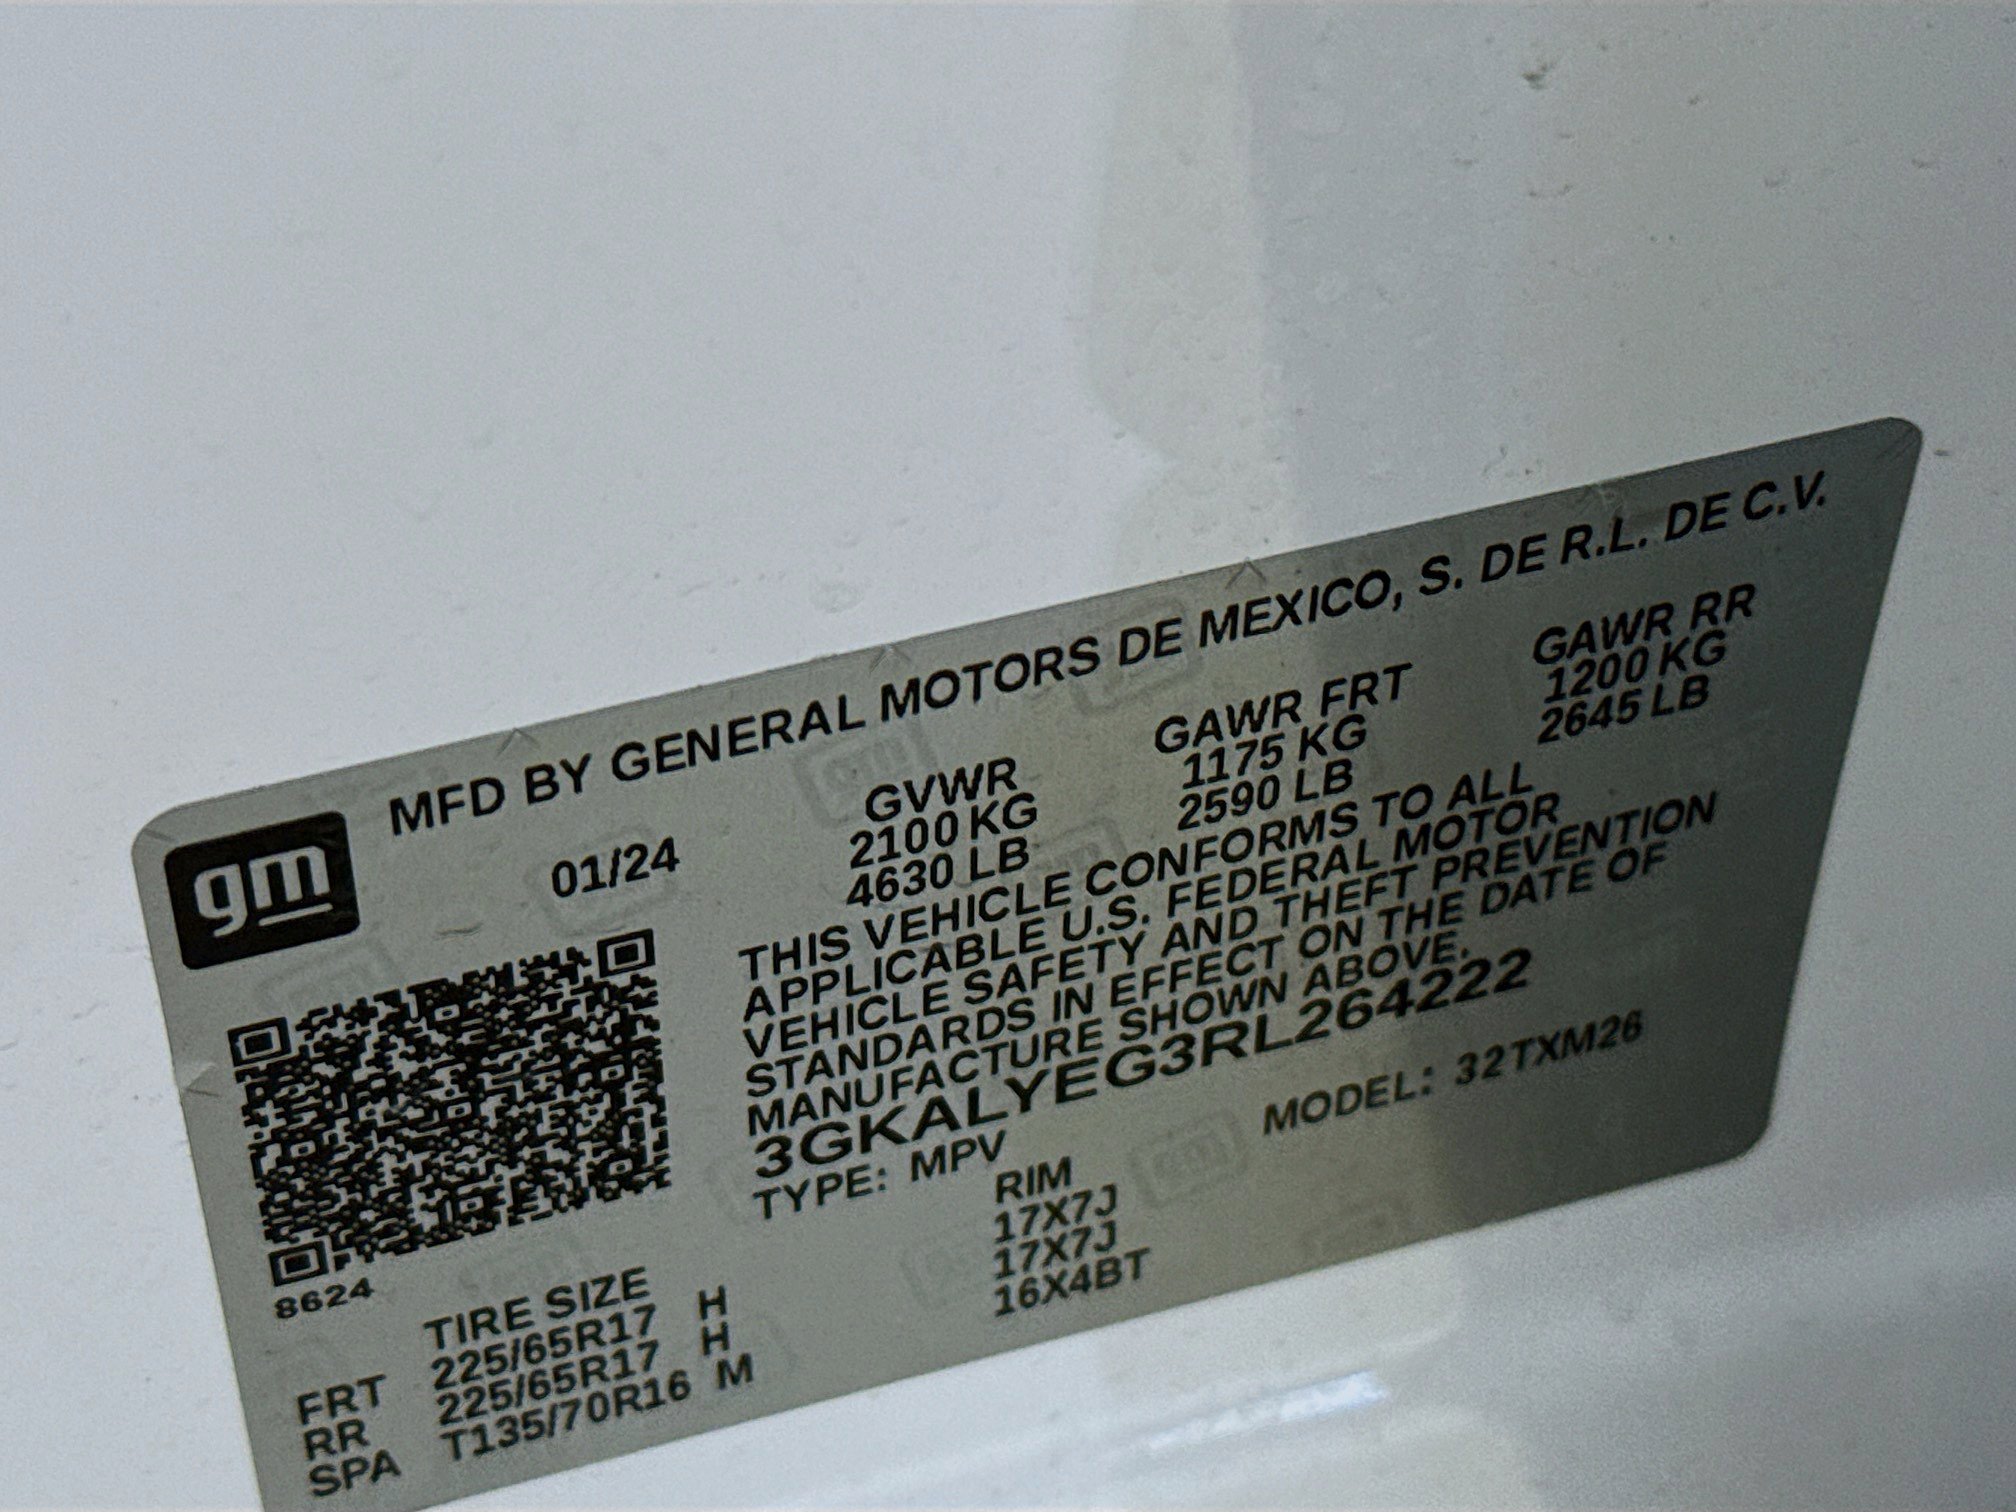 gm
MFD BY GENERAL MOTORS DE MEXICO, S. DE R.L. DE C.V.
01/24
GVWR GAWR FRT GAWR RR
2100 KG 1175 KG 1200 KG
4630 LB 2590 LB 2645 LB
THIS VEHICLE CONFORMS TO ALL
APPLICABLE U.S. FEDERAL MOTOR
VEHICLE SAFETY AND THEFT PREVENTION
STANDARDS IN EFFECT ON THE DATE OF
MANUFACTURE SHOWN ABOVE.
3GKALYEG3RL264222
TYPE: MPV MODEL: 32TXM26
8624
TIRE SIZE RIM
FRT 225/65R17 H 17X7J
RR 225/65R17 H 17X7J
SPA T135/70R16 M 16X4BT